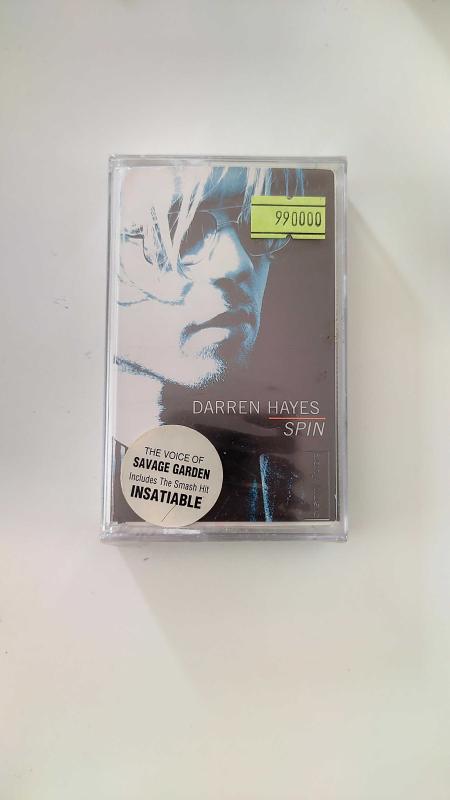 990000
DARREN HAYES
SPIN
THE VOICE OF
SAVAGE GARDEN
Includes The Smash Hit
INSATIABLE